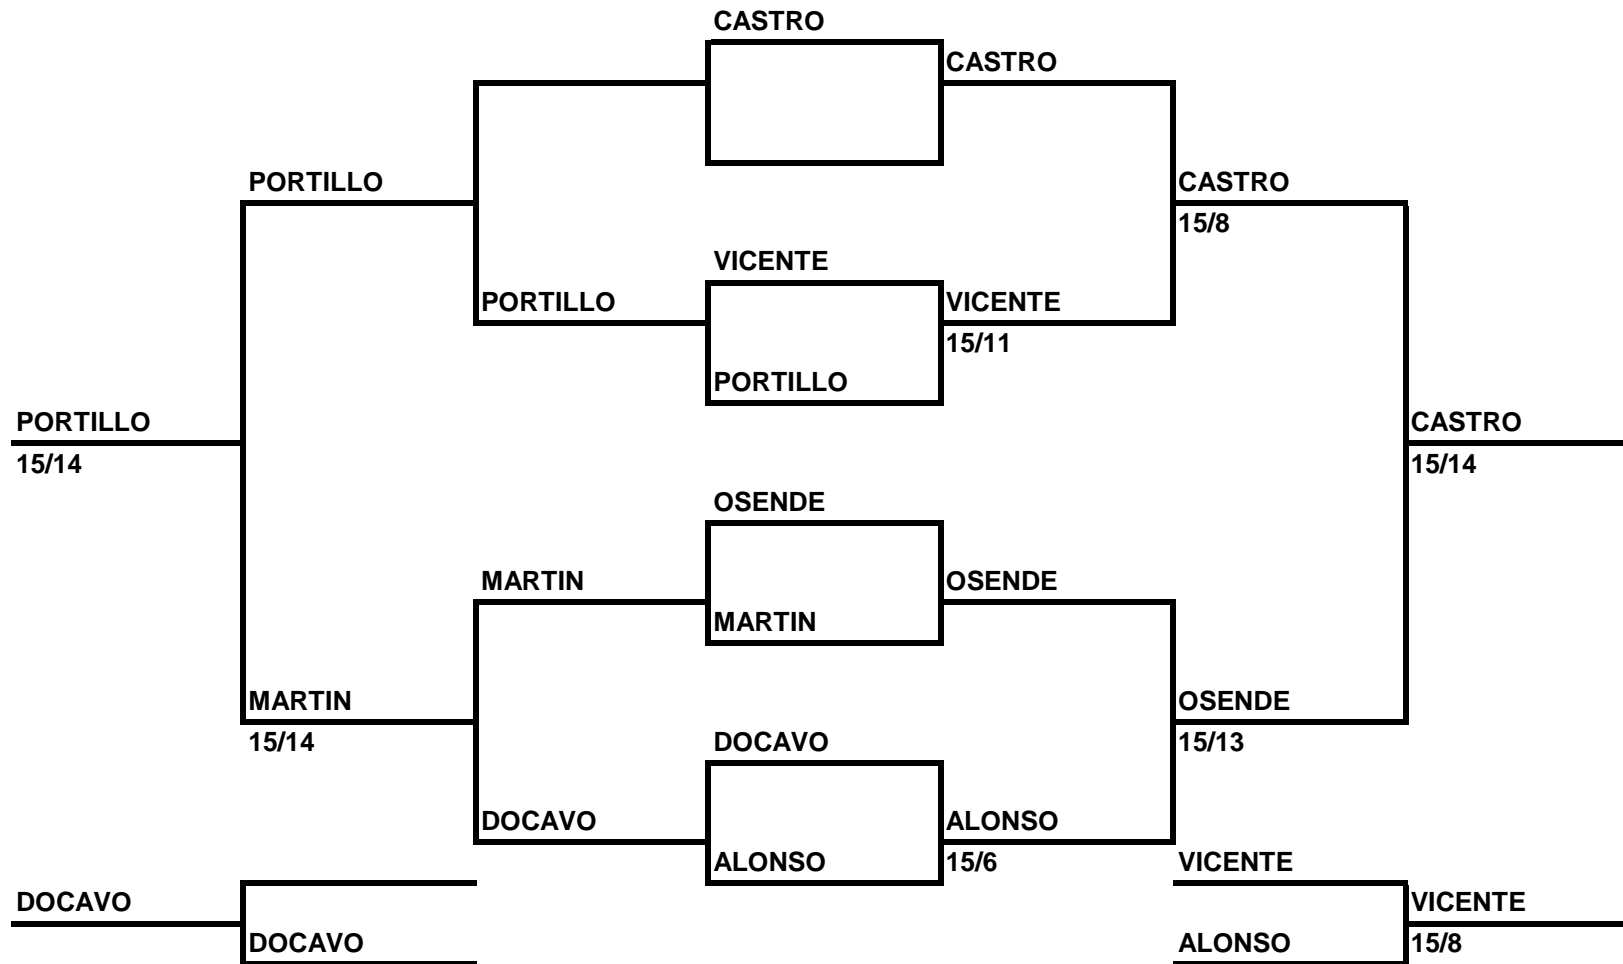 CASTRO
CASTRO
PORTILLO
CASTRO
15/8
VICENTE
PORTILLO
VICENTE
15/11
PORTILLO
PORTILLO
CASTRO
15/14
15/14
OSENDE
MARTIN
OSENDE
MARTIN
MARTIN
OSENDE
15/14
15/13
DOCAVO
DOCAVO
ALONSO
ALONSO
15/6
VICENTE
DOCAVO
VICENTE
DOCAVO
ALONSO
15/8